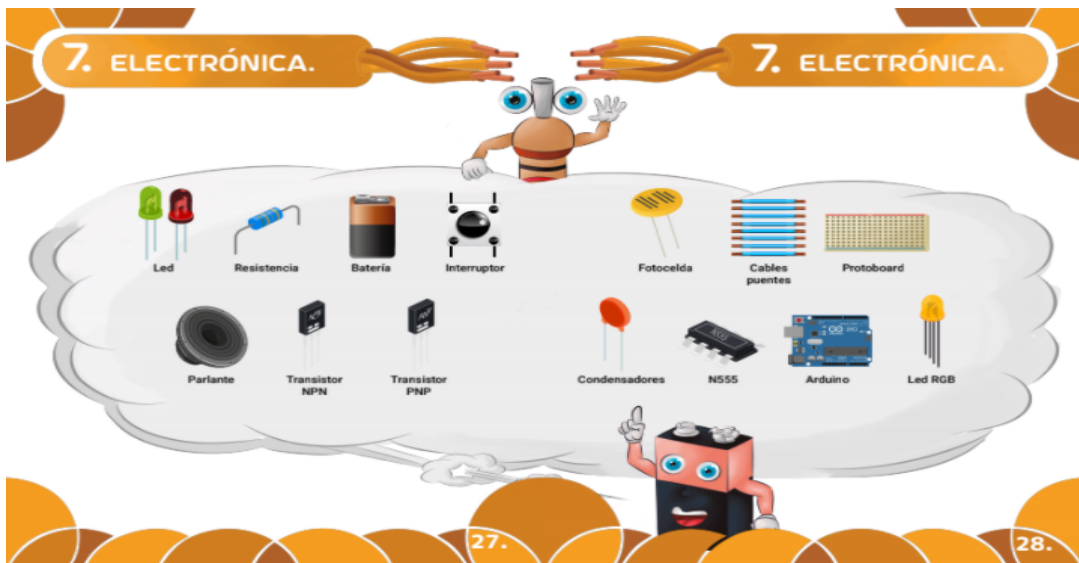 7. ELECTRÓNICA.
7. ELECTRÓNICA.
Led
Resistencia
Batería
Interruptor
Fotocelda
Cables
puentes
Protoboard
Parlante
Transistor
NPN
Transistor
PNP
Condensadores
N555
Arduino
Led RGB
N555
27.
28.